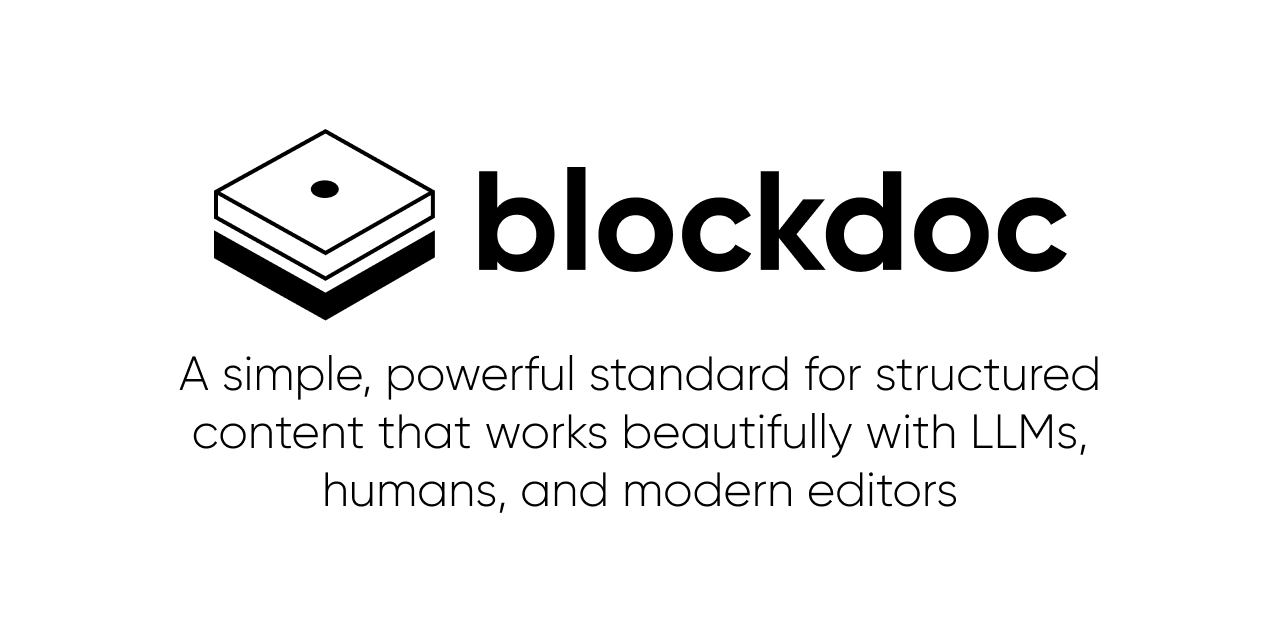 blockdoc
A simple, powerful standard for structured
content that works beautifully with LLMs,
humans, and modern editors